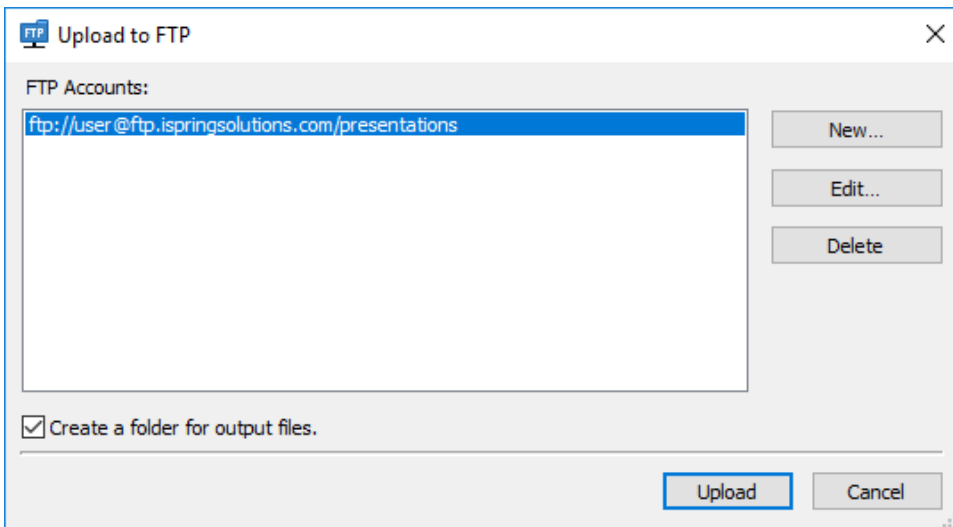 FTP Upload to FTP
FTP Accounts:
ftp://user@ftp.ispringsolutions.com/presentations
New...
Edit...
Delete
Create a folder for output files.
Upload
Cancel